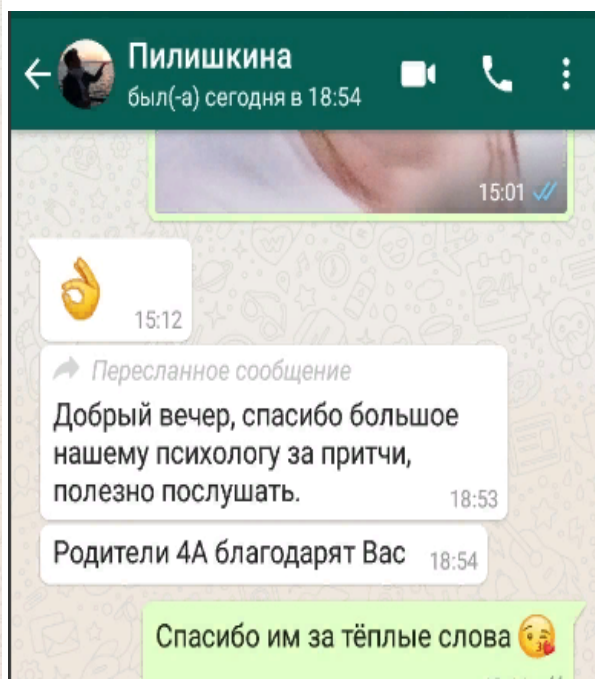 Пилишкина
был(-а) сегодня в 18:54
15:01
👌
15:12
Пересланное сообщение
Добрый вечер, спасибо большое
нашему психологу за притчи,
полезно послушать.
18:53
Родители 4А благодарят Вас 18:54
Спасибо им за тёплые слова 😘